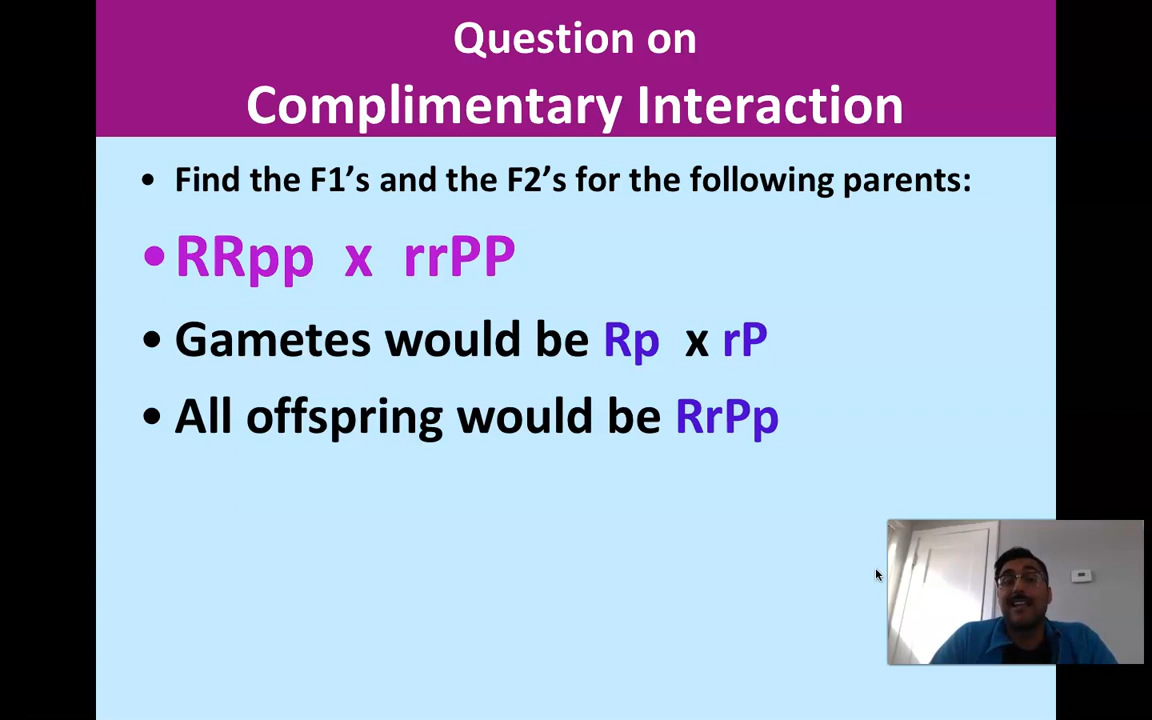 Question on
Complimentary Interaction
• Find the F1’s and the F2’s for the following parents:
• RRpp x rrPP
• Gametes would be Rp x rP
• All offspring would be RrPp